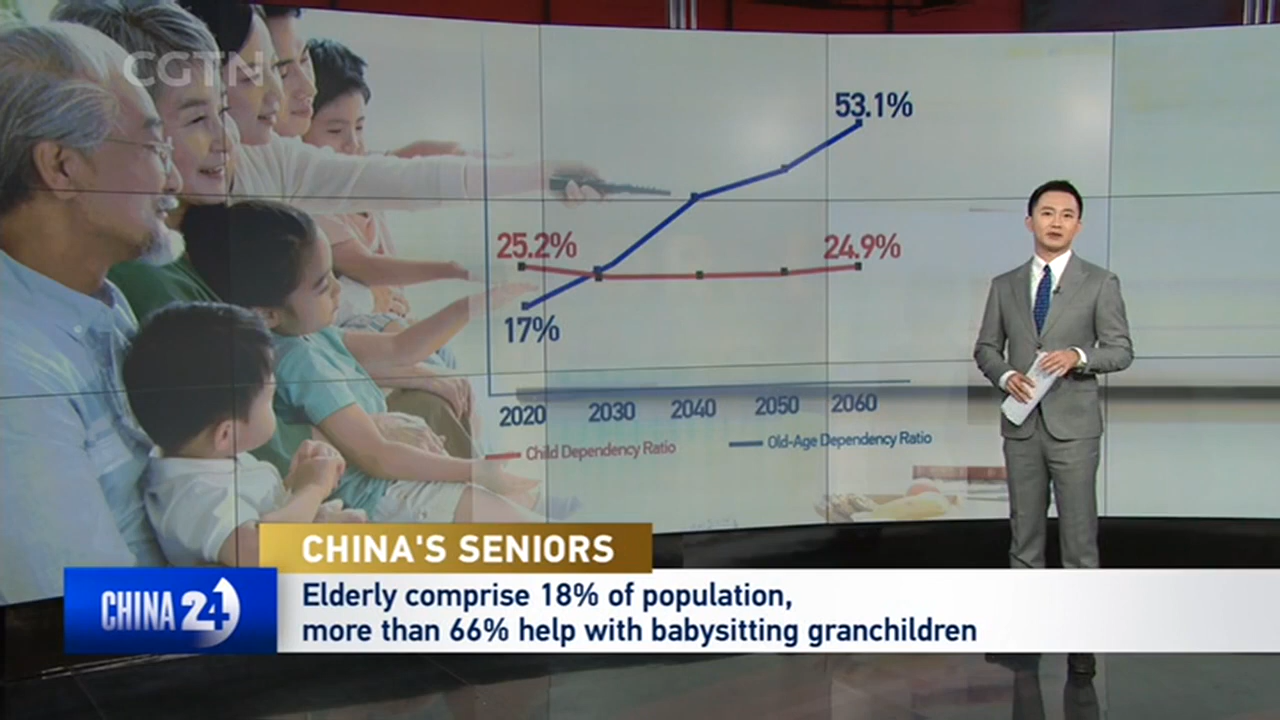 CGTN
53.1%
25.2%
24.9%
17%
2020 2030 2040 2050 2060
Child Dependency Ratio
Old-Age Dependency Ratio
CHINA'S SENIORS
CHINA 24
Elderly comprise 18% of population,
more than 66% help with babysitting granchildren